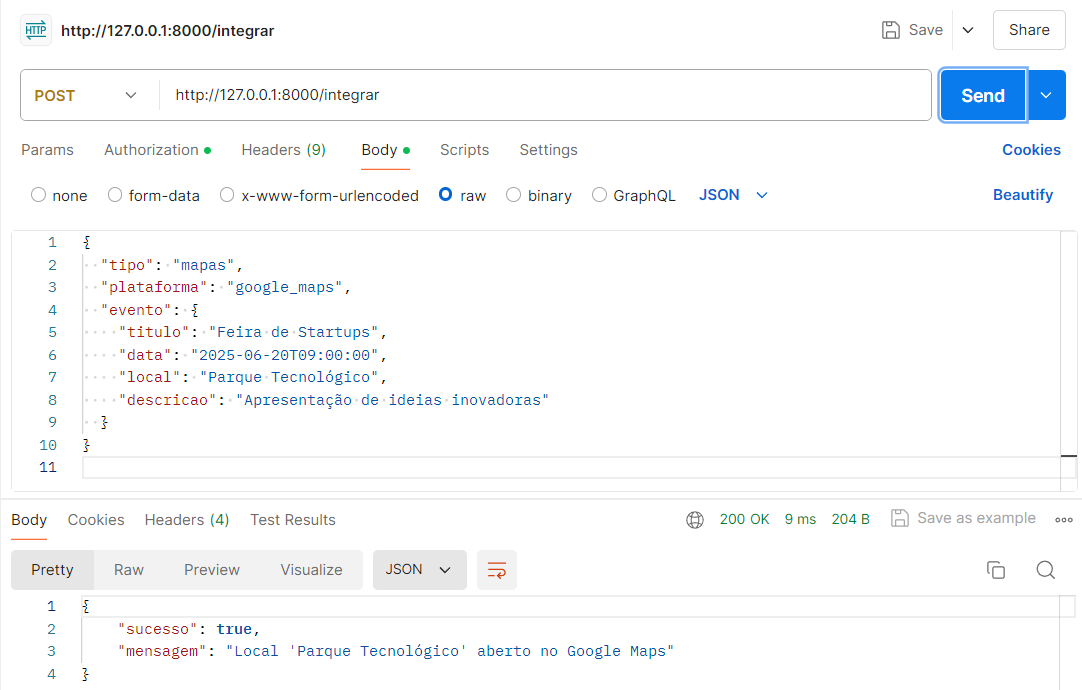 HTTP http://127.0.0.1:8000/integrar Save Share
POST http://127.0.0.1:8000/integrar Send
Params Authorization Headers (9) Body Scripts Settings Cookies
none form-data x-www-form-urlencoded raw binary GraphQL JSON Beautify
1 {
2 "tipo": "mapas",
3 "plataforma": "google_maps",
4 "evento": {
5 "titulo": "Feira de Startups",
6 "data": "2025-06-20T09:00:00",
7 "local": "Parque Tecnológico",
8 "descricao": "Apresentação de ideias inovadoras"
9 }
10 }
11
Body Cookies Headers (4) Test Results 200 OK 9 ms 204 B Save as example
Pretty Raw Preview Visualize JSON
1 {
2 "sucesso": true,
3 "mensagem": "Local 'Parque Tecnológico' aberto no Google Maps"
4 }